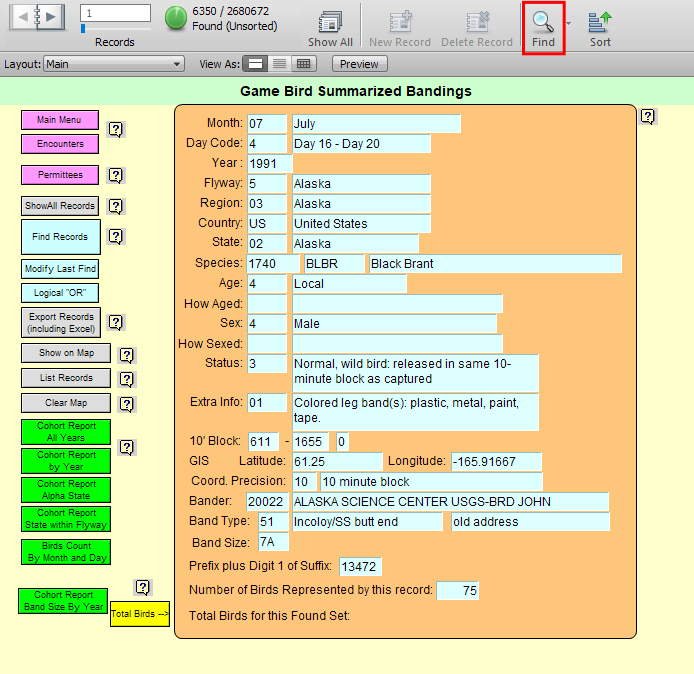 1
6350 / 2680672
Found (Unsorted)
Records
Show All
New Record
Delete Record
Find
Sort
Layout: Main
View As:
Preview
Game Bird Summarized Bandings
Main Menu
?
Encounters
Permittees
?
ShowAll Records
?
Find Records
?
Modify Last Find
Logical "OR"
Export Records
(including Excel)
?
Show on Map
?
List Records
?
Clear Map
?
Cohort Report
All Years
?
Cohort Report
by Year
Cohort Report
Alpha State
Cohort Report
State within Flyway
Birds Count
By Month and Day
Cohort Report
Band Size By Year
?
Total Birds -->
?
Month: 07 July
Day Code: 4 Day 16 - Day 20
Year : 1991
Flyway: 5 Alaska
Region: 03 Alaska
Country: US United States
State: 02 Alaska
Species: 1740 BLBR Black Brant
Age: 4 Local
How Aged:
Sex: 4 Male
How Sexed:
Status: 3 Normal, wild bird: released in same 10-
minute block as captured
Extra Info: 01 Colored leg band(s): plastic, metal, paint,
tape.
10' Block: 611 - 1655 0
GIS Latitude: 61.25 Longitude: -165.91667
Coord. Precision: 10 10 minute block
Bander: 20022 ALASKA SCIENCE CENTER USGS-BRD JOHN
Band Type: 51 Incoloy/SS butt end old address
Band Size: 7A
Prefix plus Digit 1 of Suffix: 13472
Number of Birds Represented by this record: 75
Total Birds for this Found Set: